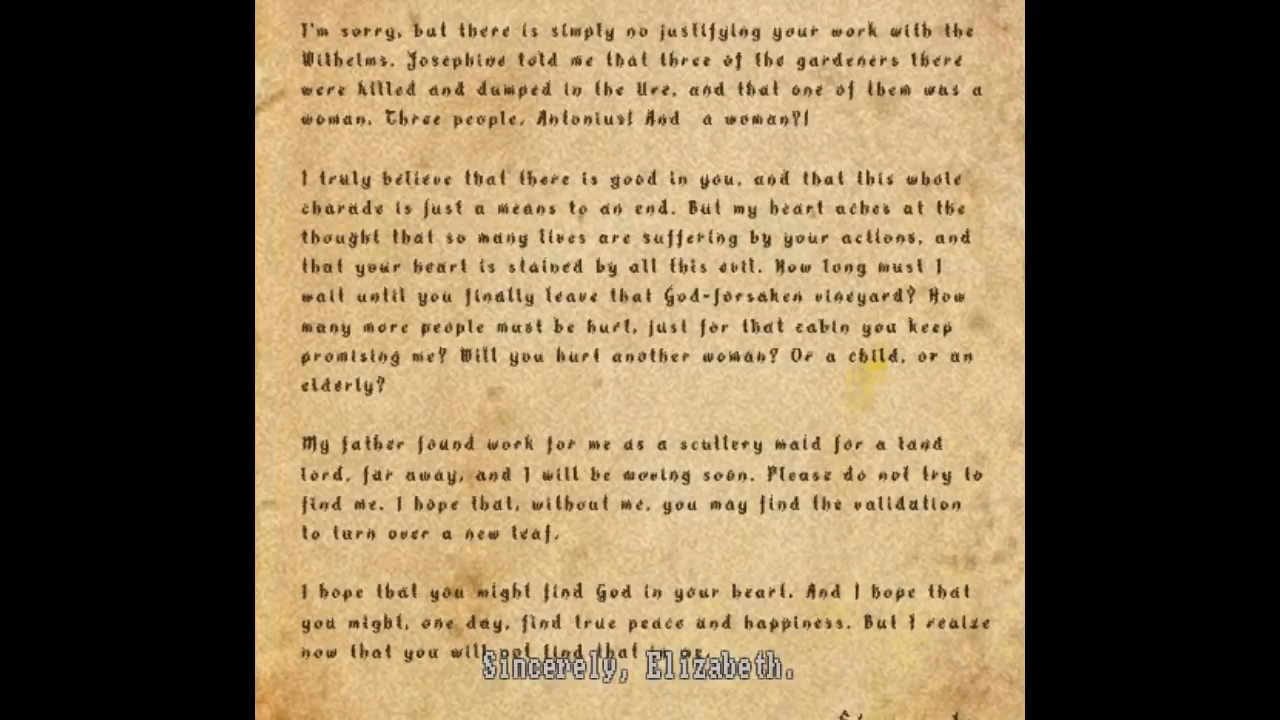 I'm sorry, but there is simply no justifying your work with the
Wilhelms. Josephine told me that three of the gardeners there
were killed and dumped in the Ure, and that one of them was a
woman. Three people, Antonius! And a woman?!
I truly believe that there is good in you, and that this whole
charade is just a means to an end. But my heart aches at the
thought that so many lives are suffering by your actions, and
that your heart is stained by all this evil. How long must I
wait until you finally leave that God-forsaken vineyard? How
many more people must be hurt, just for that cabin you keep
promising me? Will you hurt another woman? Or a child, or an
elderly?
My father found work for me as a scullery maid for a land
lord, far away, and I will be moving soon. Please do not try to
find me. I hope that, without me, you may find the validation
to turn over a new leaf.
I hope that you might find God in your heart. And I hope that
you might, one day, find true peace and happiness. But I realize
now that you will not find that in me.
Sincerely, Elizabeth.